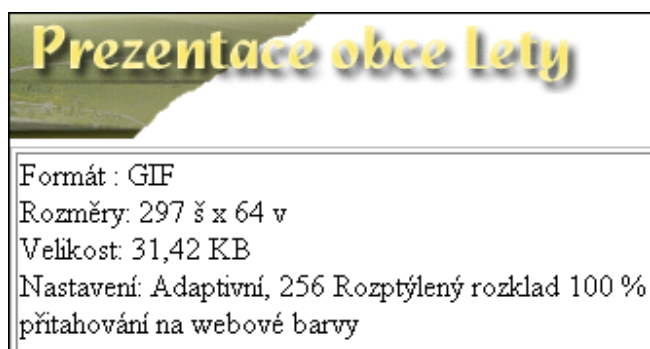 Prezentace obce Lety
Formát : GIF
Rozměry: 297 š x 64 v
Velikost: 31,42 KB
Nastavení: Adaptivní, 256 Rozptýlený rozklad 100 %
přitahování na webové barvy